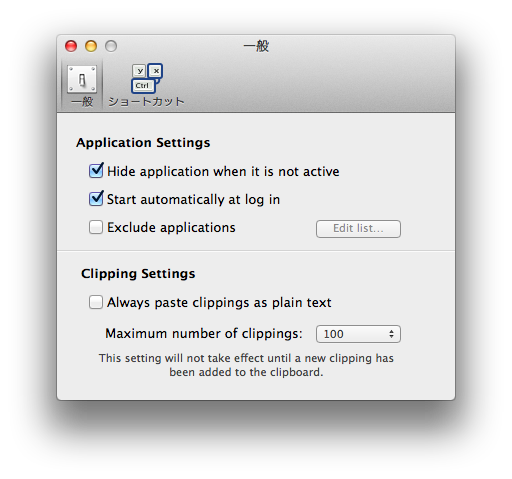 一般
Y X
Ctrl
一般 ショートカット
Application Settings
Hide application when it is not active
Start automatically at log in
Exclude applications Edit list...
Clipping Settings
Always paste clippings as plain text
Maximum number of clippings: 100
This setting will not take effect until a new clipping has
been added to the clipboard.